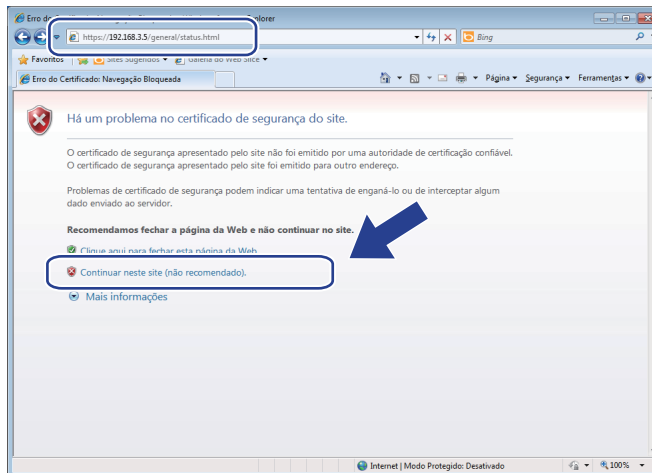 Erro do Explorer
https://192.168.3.5/general/status.html
Bing
Favoritos Sites Sugeridos Galeria do Web Slice
Erro do Certificado: Navegação Bloqueada
Página Segurança Ferramentas
Há um problema no certificado de segurança do site.
O certificado de segurança apresentado pelo site não foi emitido por uma autoridade de certificação confiável.
O certificado de segurança apresentado pelo site foi emitido para outro endereço.
Problemas de certificado de segurança podem indicar uma tentativa de enganá-lo ou de interceptar algum
dado enviado ao servidor.
Recomendamos fechar a página da Web e não continuar no site.
Clique aqui para fechar esta página da Web.
Continuar neste site (não recomendado).
Mais informações
Internet | Modo Protegido: Desativado
100%